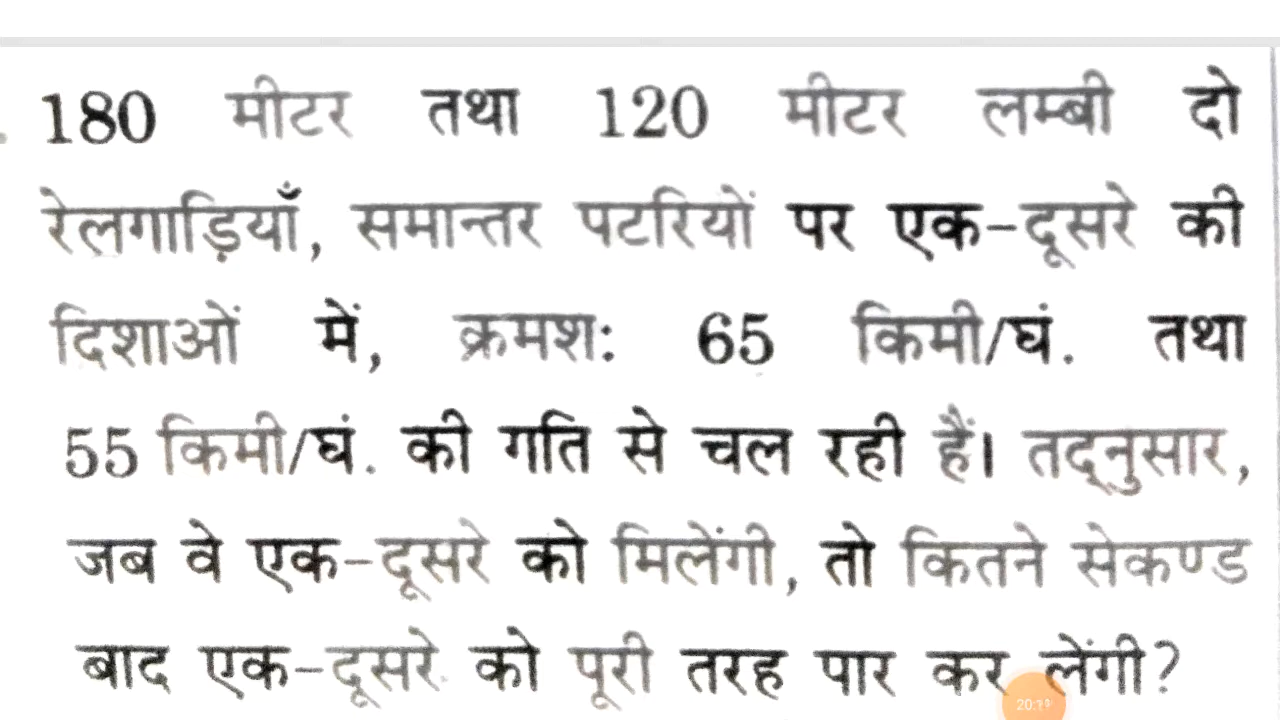 180 मीटर तथा 120 मीटर लम्बी दो
रेलगाड़ियाँ, समान्तर पटरियों पर एक-दूसरे की
दिशाओं में, क्रमश: 65 किमी/घं. तथा
55 किमी/घं. की गति से चल रही हैं। तद्नुसार,
जब वे एक-दूसरे को मिलेंगी, तो कितने सेकण्ड
बाद एक-दूसरे को पूरी तरह पार कर लेंगी?